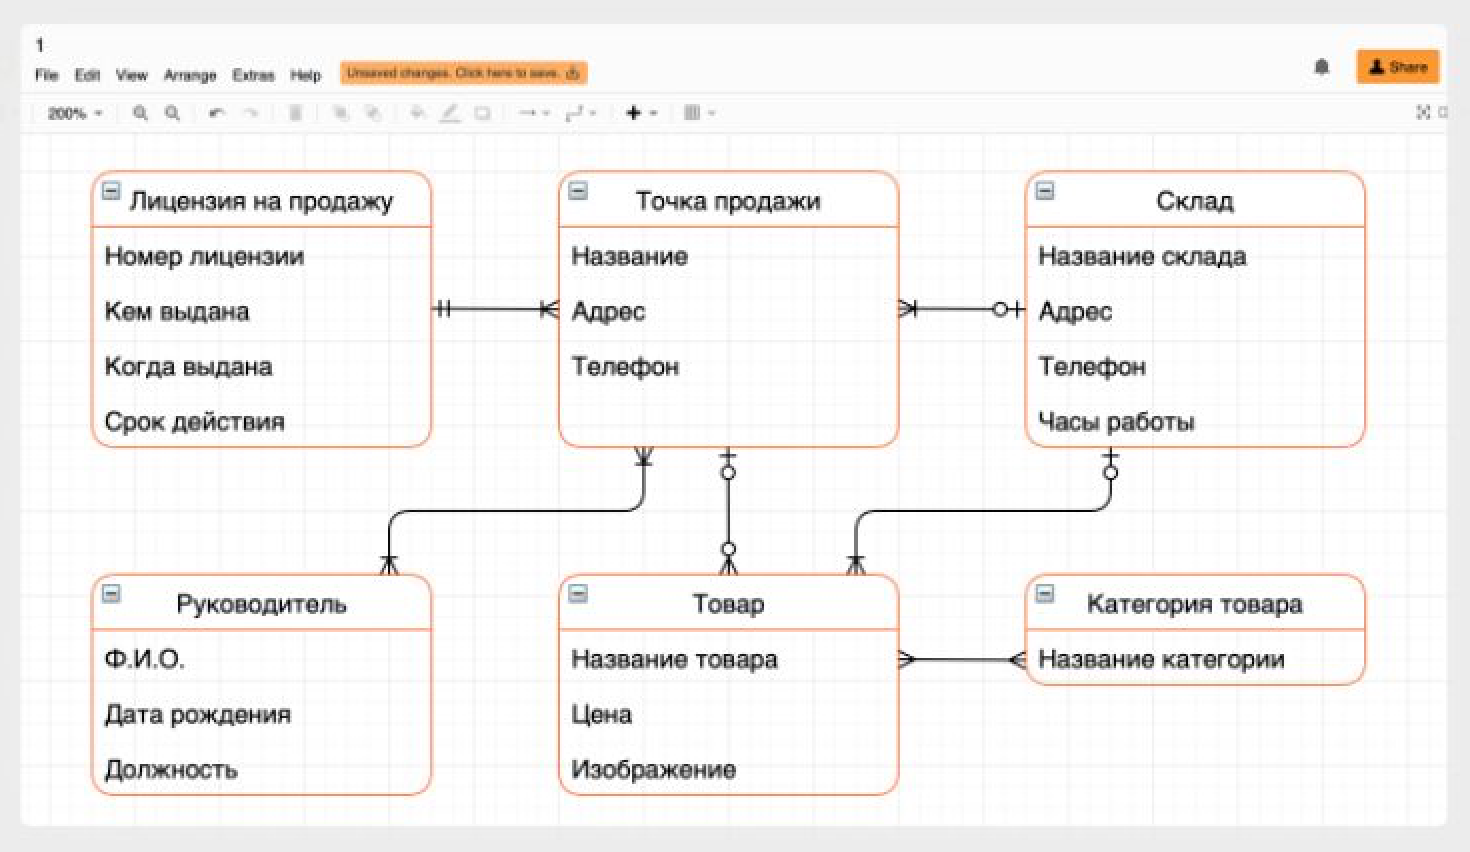 1
File Edit View Arrange Extras Help Unsaved changes. Click here to save. Share
200%
Лицензия на продажу
Номер лицензии
Кем выдана
Когда выдана
Срок действия
Точка продажи
Название
Адрес
Телефон
Склад
Название склада
Адрес
Телефон
Часы работы
Руководитель
Ф.И.О.
Дата рождения
Должность
Товар
Название товара
Цена
Изображение
Категория товара
Название категории